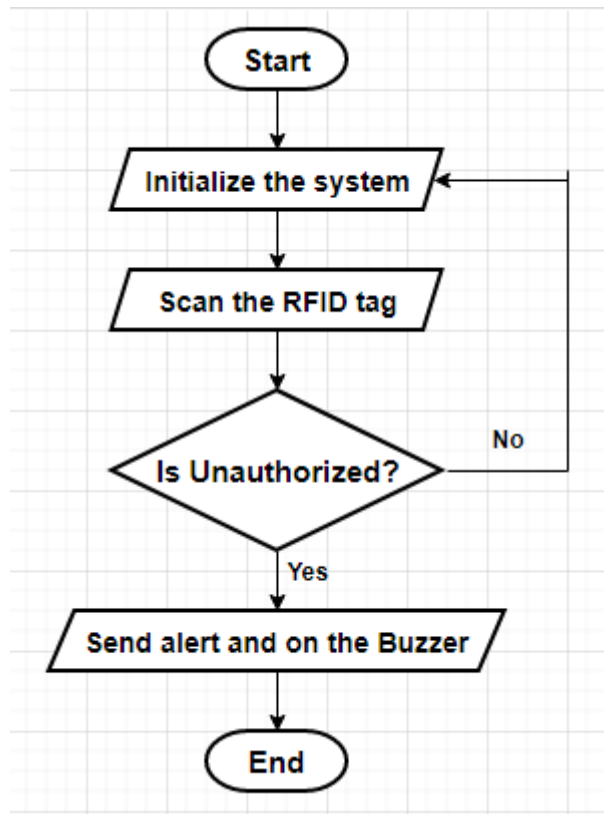 Start
Initialize the system
Scan the RFID tag
Is Unauthorized?
No
Yes
Send alert and on the Buzzer
End